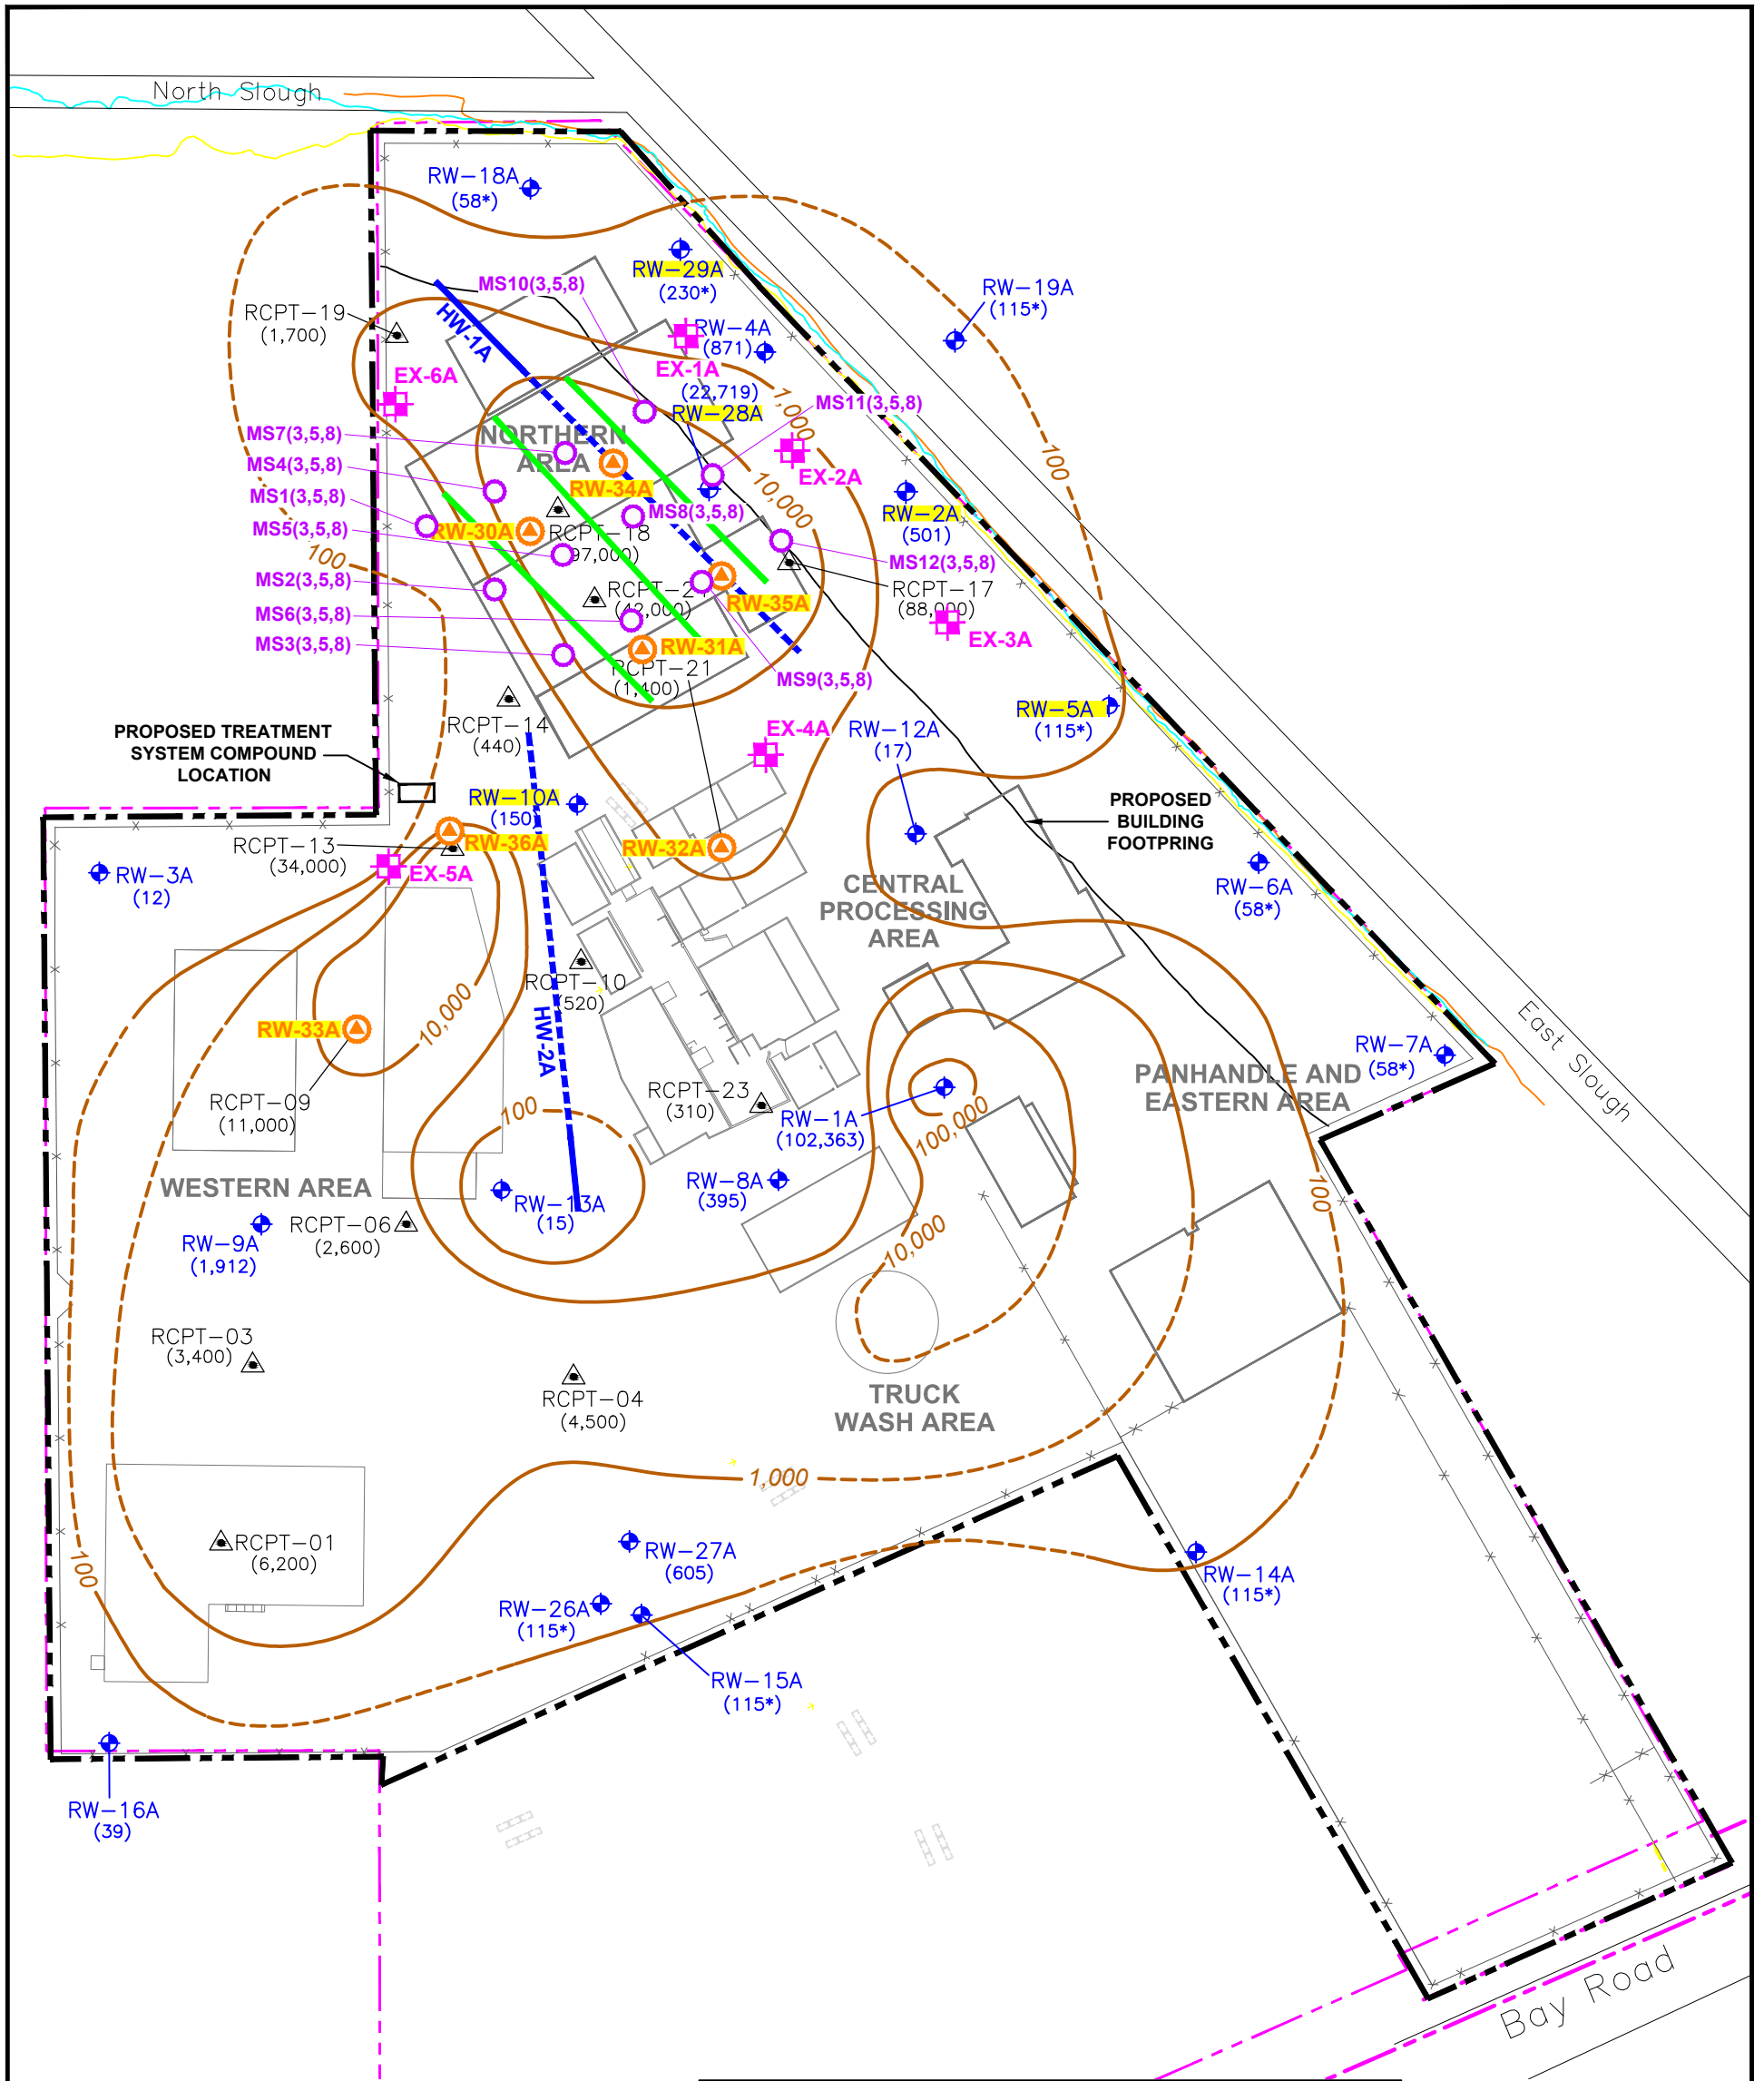 North Slough
RW-18A
(58*)
RW-29A
(230*)
MS10(3,5,8)
RW-19A
(115*)
RCPT-19
(1,700)
HW-1A
RW-4A
(871)
EX-1A
EX-6A
(22,719)
RW-28A
1,000
MS11(3,5,8)
MS7(3,5,8)
NORTHERN
AREA
MS4(3,5,8)
EX-2A
100
RW-34A
10,000
MS1(3,5,8)
RW-2A
(501)
MS8(3,5,8)
MS5(3,5,8)
RW-30A
RCPT-18
97,000)
100
MS12(3,5,8)
MS2(3,5,8)
RCPT-2
(42,000)
RCPT-17
(88,000)
RW-35A
MS6(3,5,8)
MS3(3,5,8)
RW-31A
EX-3A
RCPT-21
(1,400)
MS9(3,5,8)
RW-5A
(115*)
RCPT-14
(440)
EX-4A
RW-12A
(17)
PROPOSED TREATMENT
SYSTEM COMPOUND
LOCATION
RW-10A
(150)
PROPOSED
BUILDING
FOOTPRING
RCPT-13
(34,000)
RW-36A
RW-32A
EX-5A
RW-3A
(12)
RW-6A
(58*)
CENTRAL
PROCESSING
AREA
RCPT-10
(520)
10,000
RW-33A
HW-2A
East Slough
RW-7A
(58*)
PANHANDLE AND
EASTERN AREA
RCPT-09
(11,000)
100
RCPT-23
(310)
RW-1A
(102,363)
100,000
WESTERN AREA
RW-13A
(15)
RW-8A
(395)
100
RCPT-06
(2,600)
RW-9A
(1,912)
10,000
RCPT-03
(3,400)
RCPT-04
(4,500)
TRUCK
WASH AREA
1,000
RCPT-01
(6,200)
100
RW-27A
(605)
RW-14A
(115*)
RW-26A
(115*)
RW-15A
(115*)
RW-16A
(39)
Bay Road